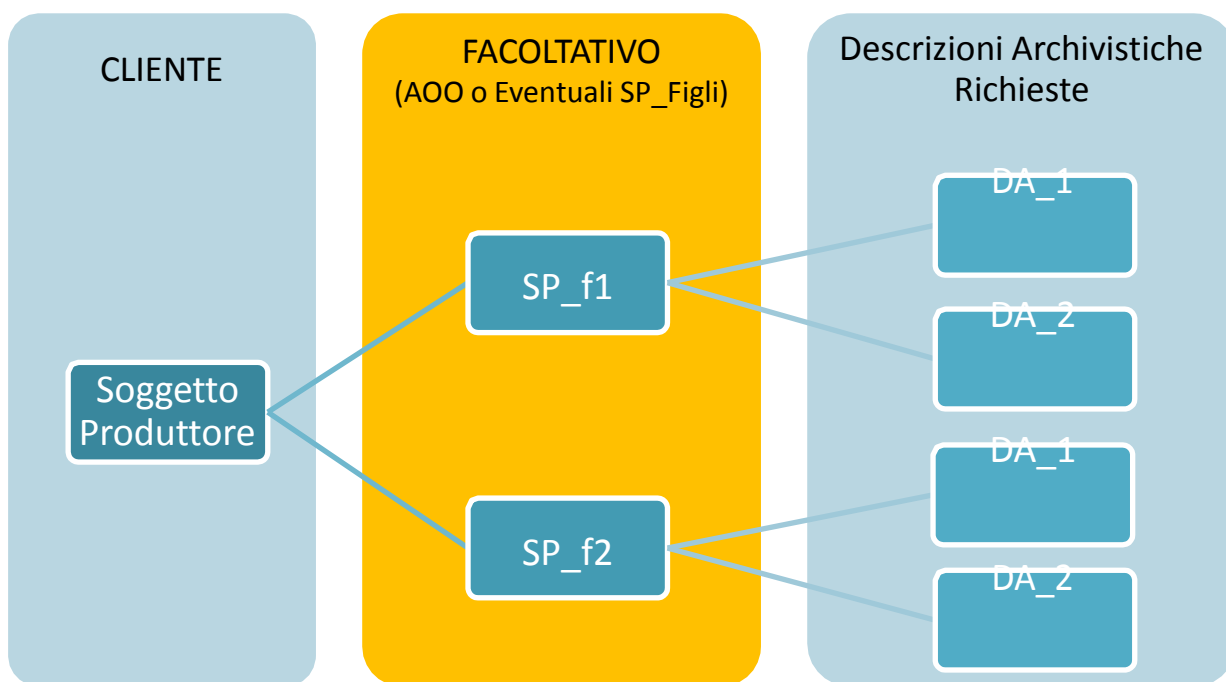 CLIENTE
Soggetto
Produttore
FACOLTATIVO
(AOO o Eventuali SP_Figli)
SP_f1
SP_f2
Descrizioni Archivistiche
Richieste
DA_1
DA_2
DA_1
DA_2